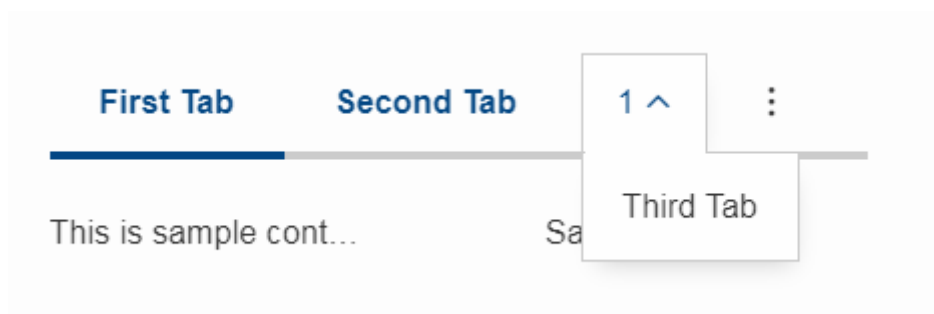 First Tab Second Tab 1
Third Tab
This is sample cont... Sa